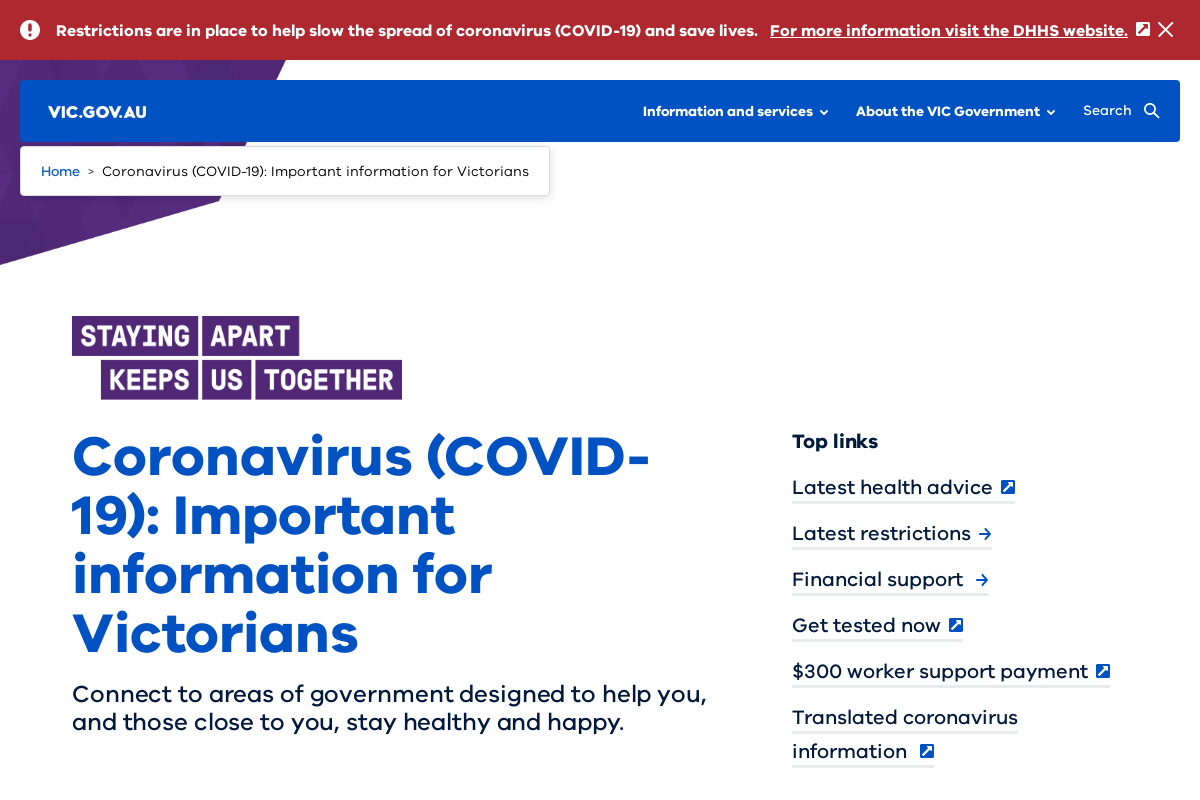 Restrictions are in place to help slow the spread of coronavirus (COVID-19) and save lives. For more information visit the DHHS website.
VIC.GOV.AU
Information and services
About the VIC Government
Search
Home > Coronavirus (COVID-19): Important information for Victorians
STAYING APART
KEEPS US TOGETHER
Coronavirus (COVID-
19): Important
information for
Victorians
Connect to areas of government designed to help you,
and those close to you, stay healthy and happy.
Top links
Latest health advice
Latest restrictions
Financial support
Get tested now
$300 worker support payment
Translated coronavirus
information